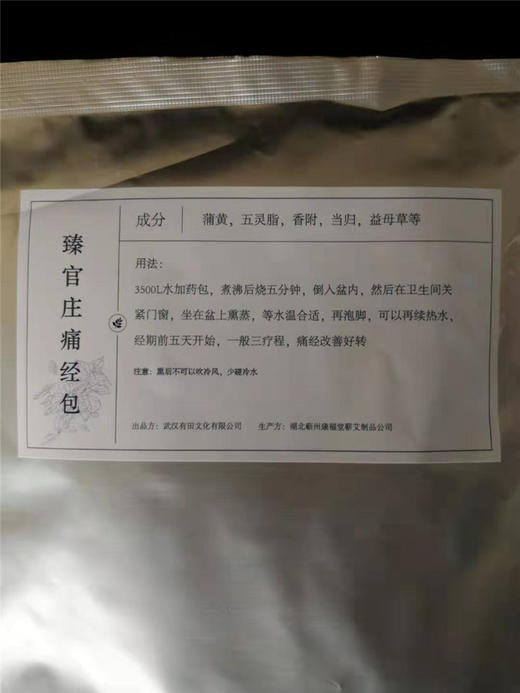 臻官庄痛经包
成分
蒲黄，五灵脂，香附，当归，益母草等
用法：
3500L水加药包，煮沸后烧五分钟，倒入盆内，然后在卫生间关
紧门窗，坐在盆上熏蒸，等水温合适，再泡脚，可以再续热水，
经期前五天开始，一般三疗程，痛经改善好转
注意：熏后不可以吹冷风，少碰冷水
出品方：武汉有田文化有限公司
生产方：湖北蕲州康福堂蕲艾制品公司